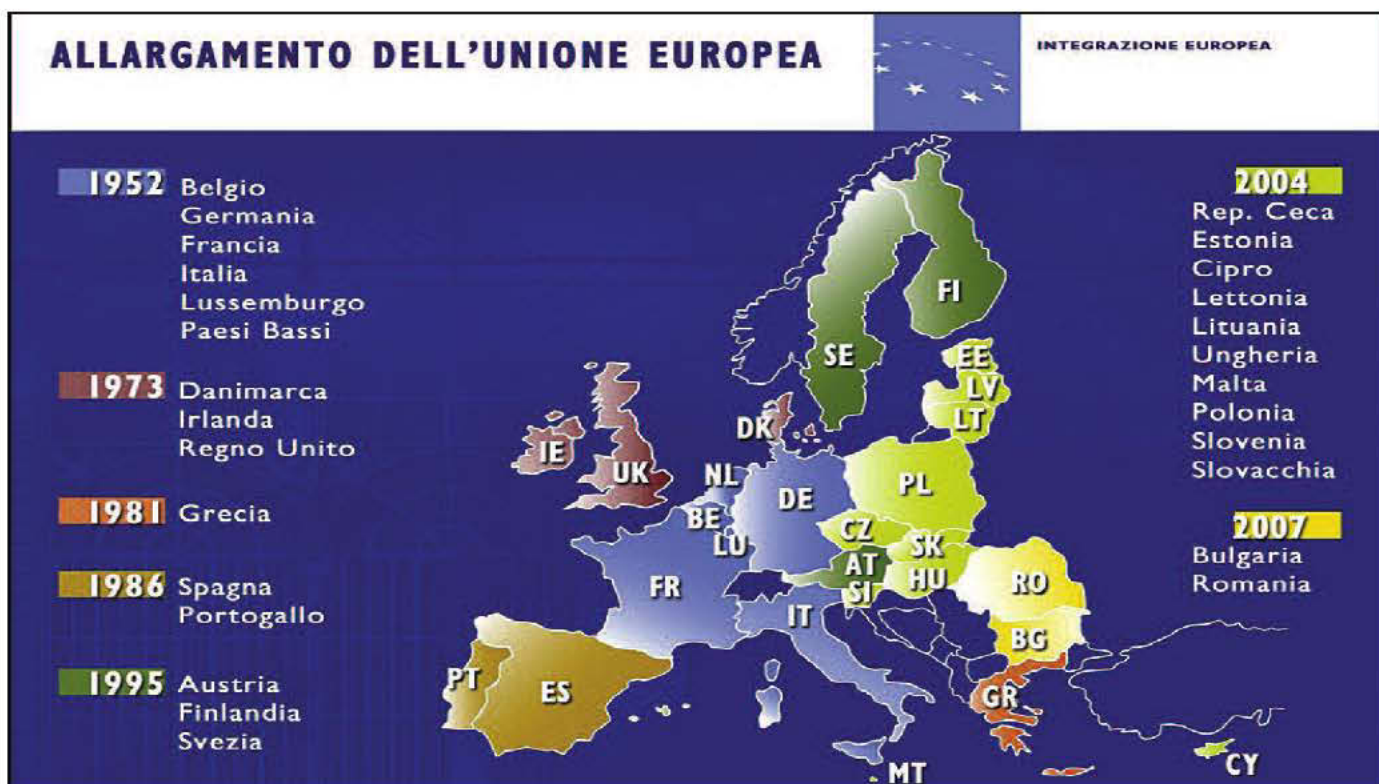 ALLARGAMENTO DELL'UNIONE EUROPEA
INTEGRAZIONE EUROPEA
1952 Belgio
Germania
Francia
Italia
Lussemburgo
Paesi Bassi
1973 Danimarca
Irlanda
Regno Unito
1981 Grecia
1986 Spagna
Portogallo
1995 Austria
Finlandia
Svezia
2004
Rep. Ceca
Estonia
Cipro
Lettonia
Lituania
Ungheria
Malta
Polonia
Slovenia
Slovacchia
2007
Bulgaria
Romania
FI
SE
EE
LV
LT
DK
IE
UK
NL
DE
PL
BE
CZ
LU
SK
AT
HU
FR
SI
RO
IT
BG
PT
ES
GR
MT
CY